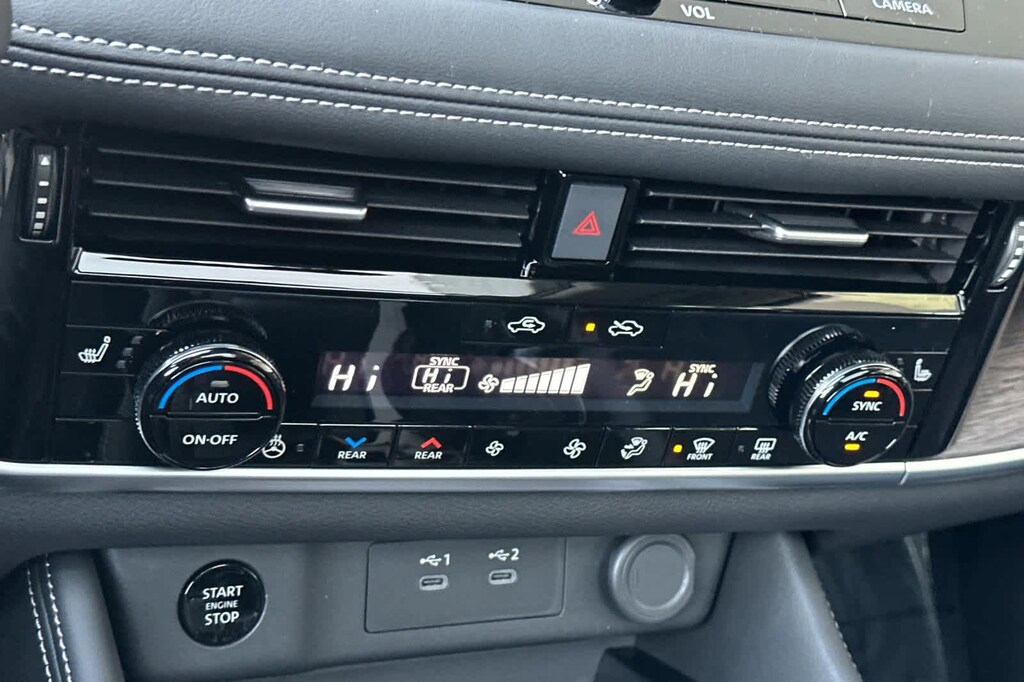 VOL
CAMERA
SYNC
SYNC
Hi
Hi
Hi
REAR
AUTO
ON·OFF
SYNC
A/C
REAR
REAR
FRONT
REAR
1
2
START
ENGINE
STOP